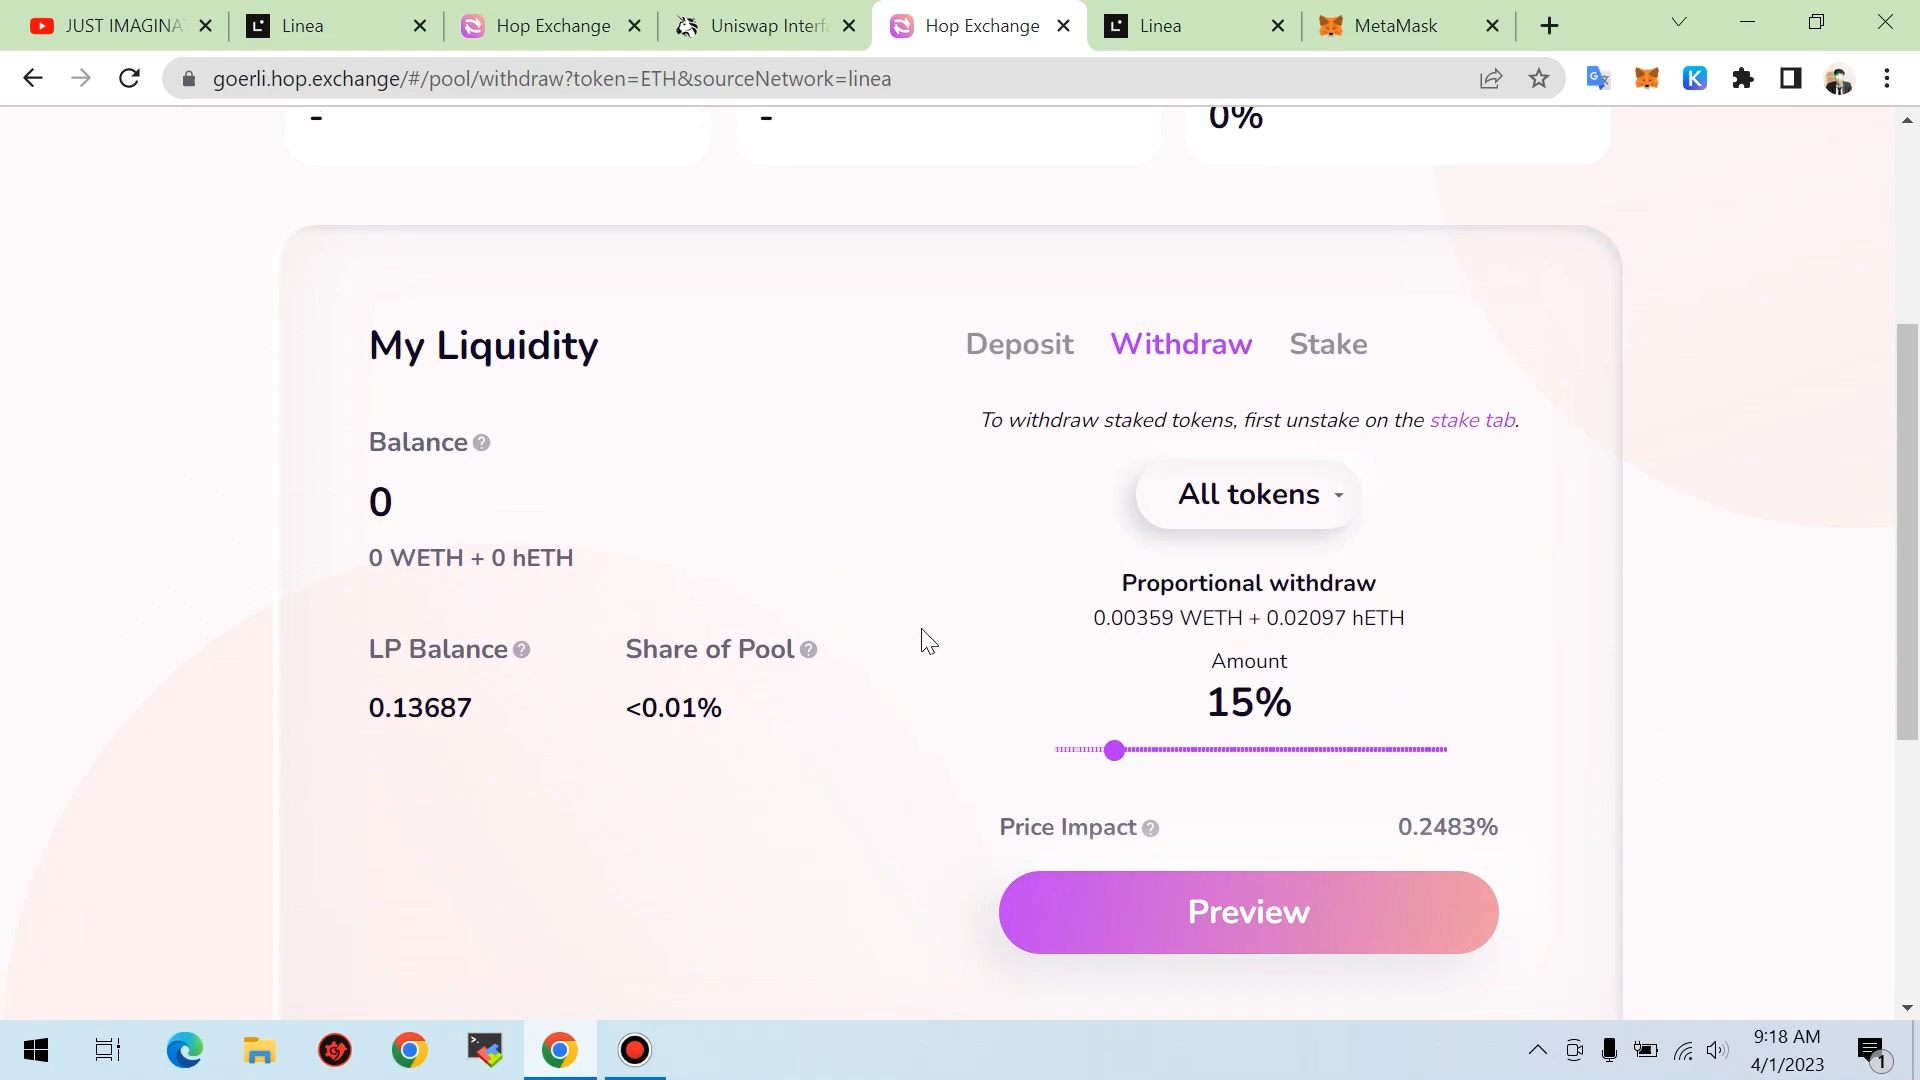 JUST IMAGINA
Linea
Hop Exchange
Uniswap Interfa
Hop Exchange
Linea
MetaMask
goerli.hop.exchange/#/pool/withdraw?token=ETH&sourceNetwork=linea
-
-
0%
My Liquidity
Deposit Withdraw Stake
To withdraw staked tokens, first unstake on the stake tab.
Balance
0
0 WETH + 0 hETH
All tokens
Proportional withdraw
0.00359 WETH + 0.02097 hETH
LP Balance
Share of Pool
0.13687
<0.01%
Amount
15%
Price Impact
0.2483%
Preview
9:18 AM
4/1/2023
1